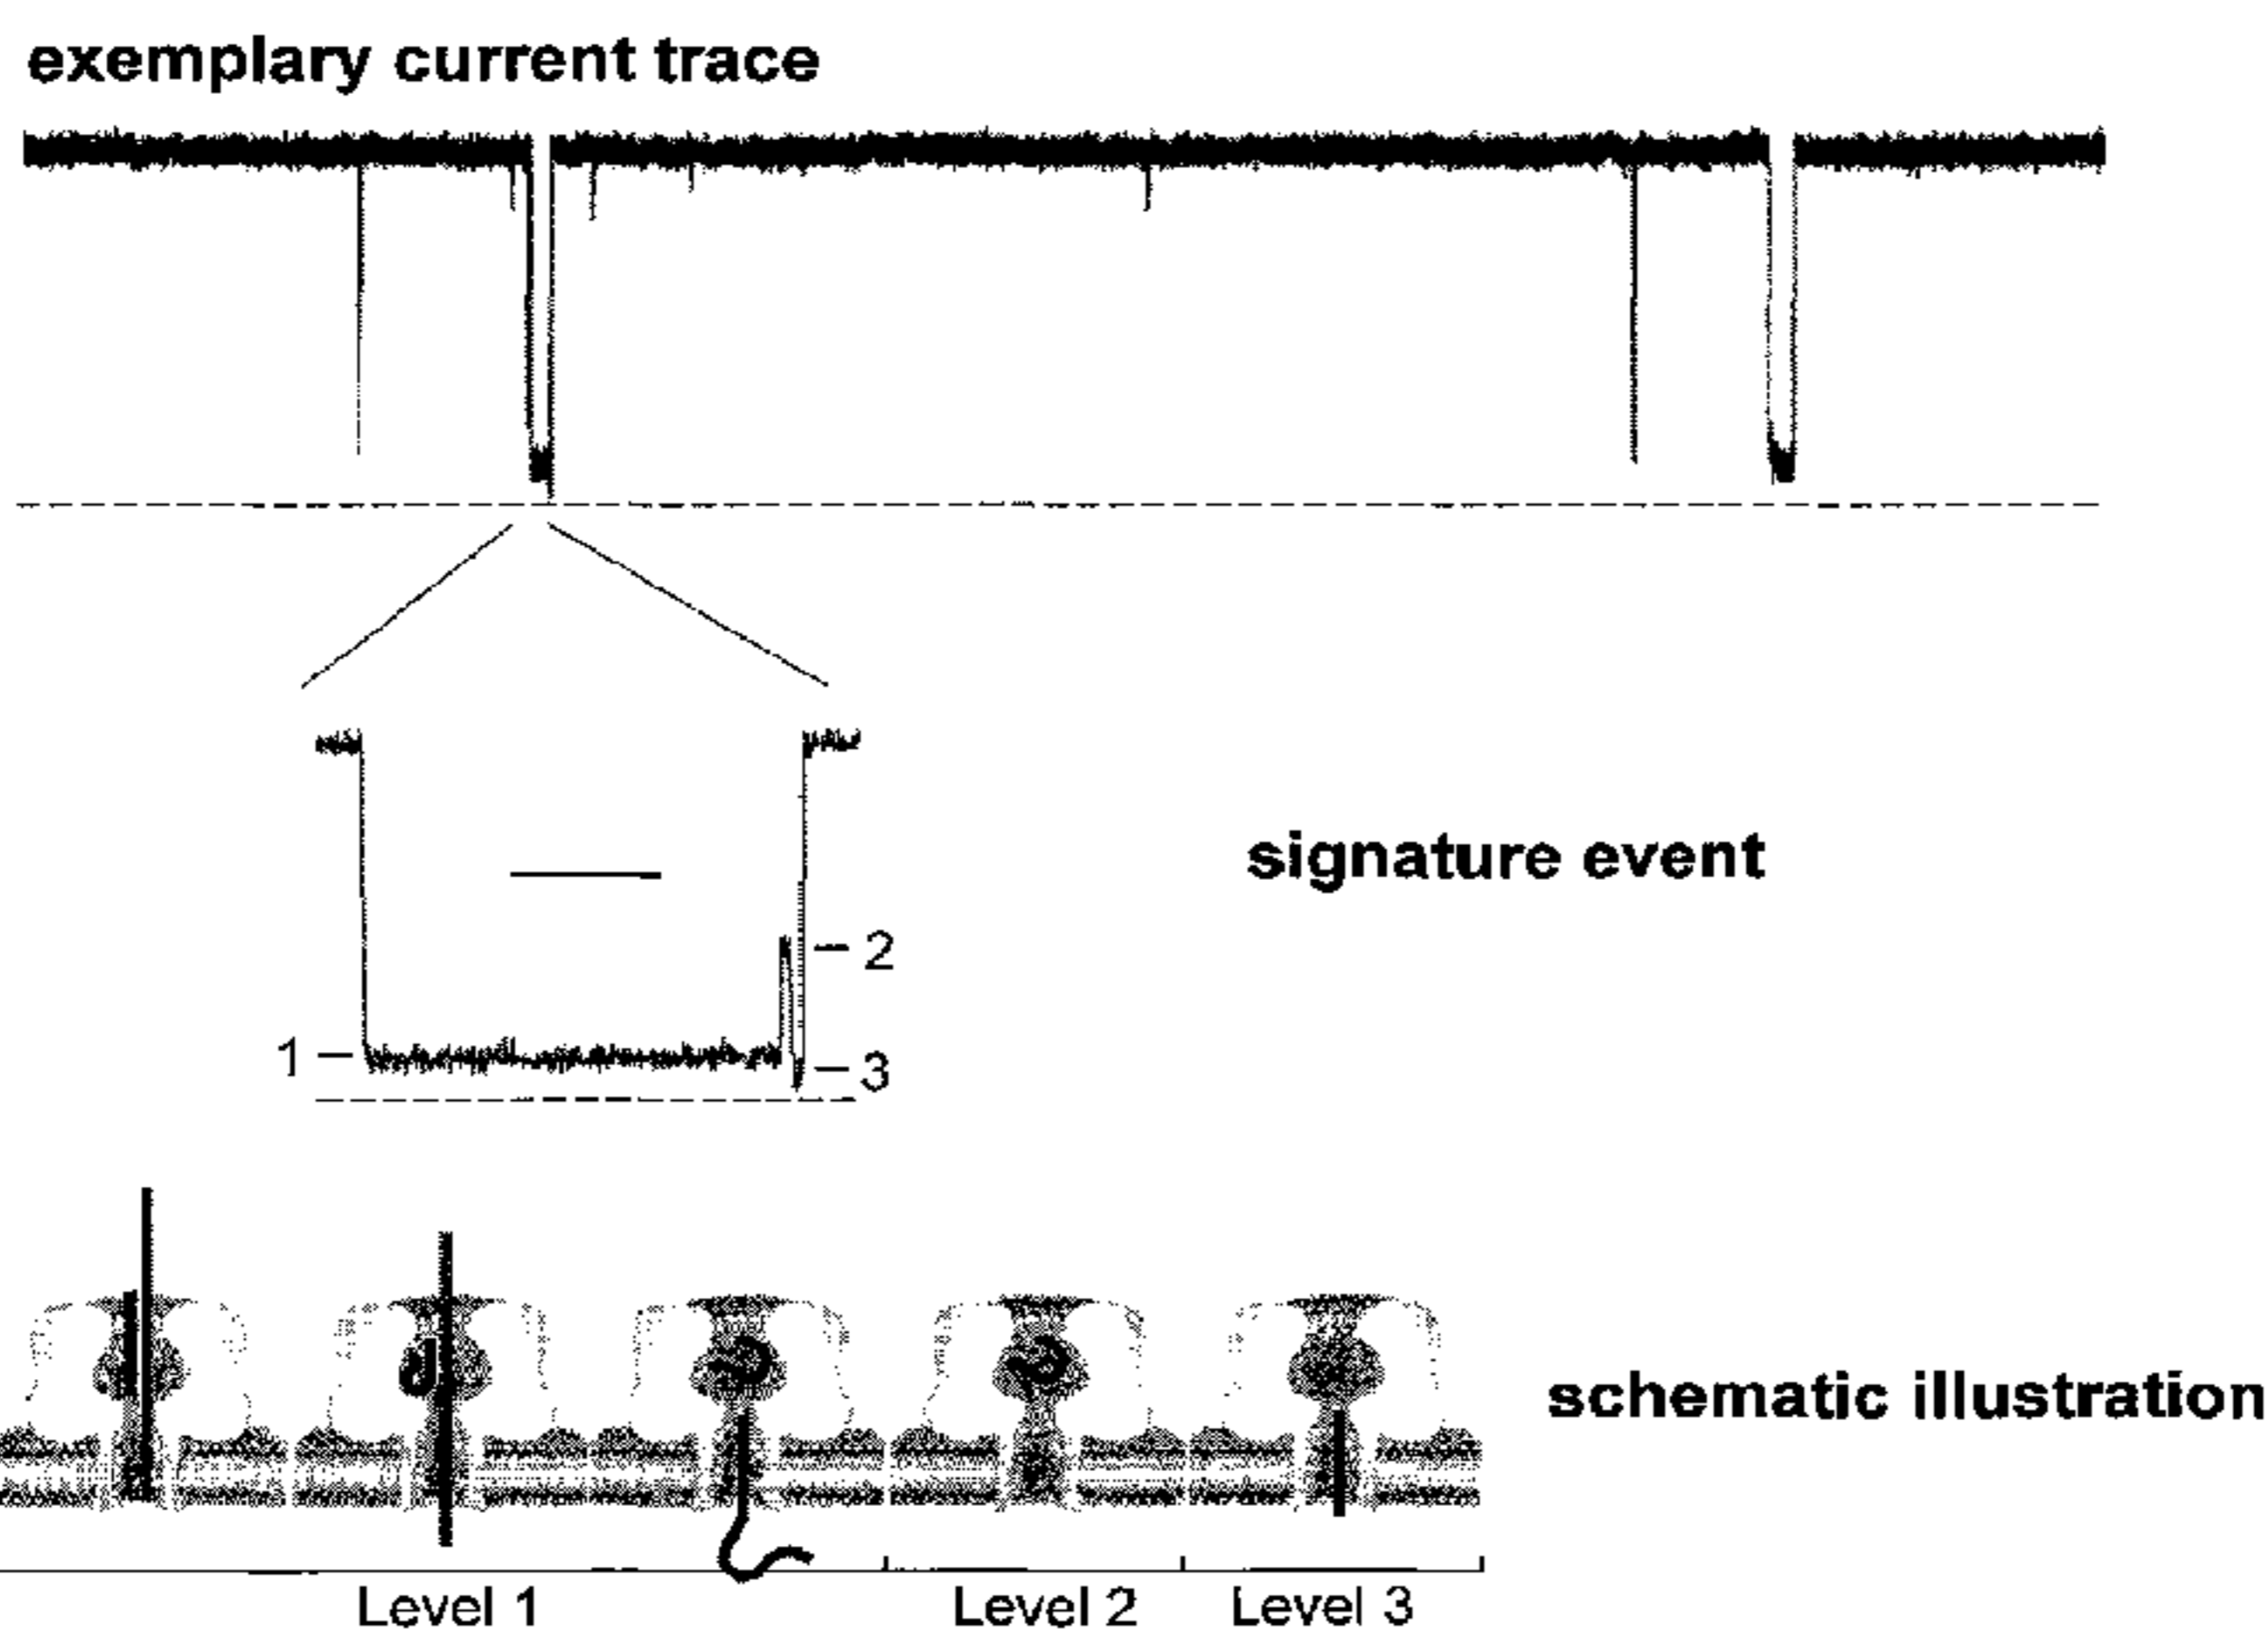 exemplary current trace
signature event
2
1
3
schematic illustration
Level 1
Level 2
Level 3